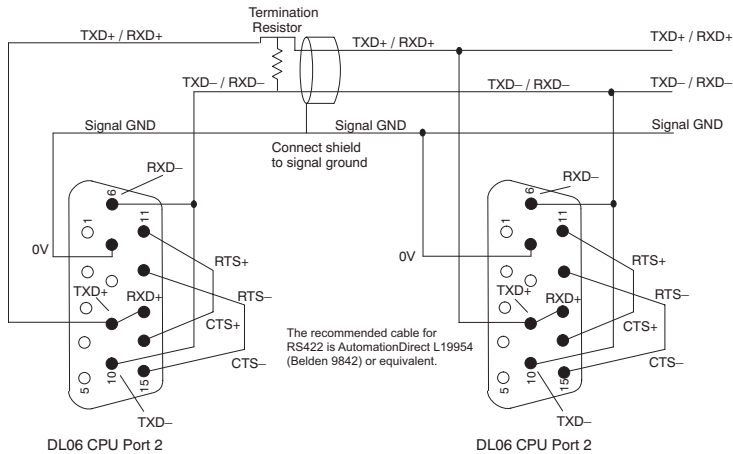 Termination
Resistor
TXD+ / RXD+
TXD+ / RXD+
TXD+ / RXD+
TXD– / RXD–
TXD– / RXD–
TXD– / RXD–
Signal GND
Signal GND
Signal GND
Connect shield
to signal ground
RXD–
6
1
11
0V
RTS+
TXD+
RXD+
RTS–
CTS+
CTS–
5
10
15
TXD–
DL06 CPU Port 2
The recommended cable for
RS422 is AutomationDirect L19954
(Belden 9842) or equivalent.
RXD–
6
1
11
0V
RTS+
TXD+
RXD+
RTS–
CTS+
CTS–
5
10
15
TXD–
DL06 CPU Port 2